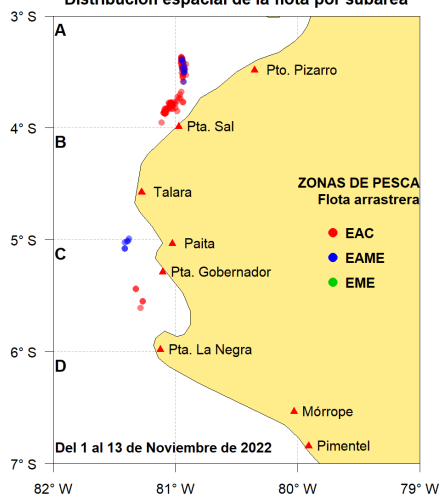 Distribución espacial de la flota por subárea
3° S
A
Pto. Pizarro
4° S
Pta. Sal
B
ZONAS DE PESCA
Flota arrastrera
Talara
EAC
5° S
Paita
C
EAME
Pta. Gobernador
EME
6° S
Pta. La Negra
D
Mórrope
Del 1 al 13 de Noviembre de 2022
Pimentel
7° S
82° W
81° W
80° W
79° W